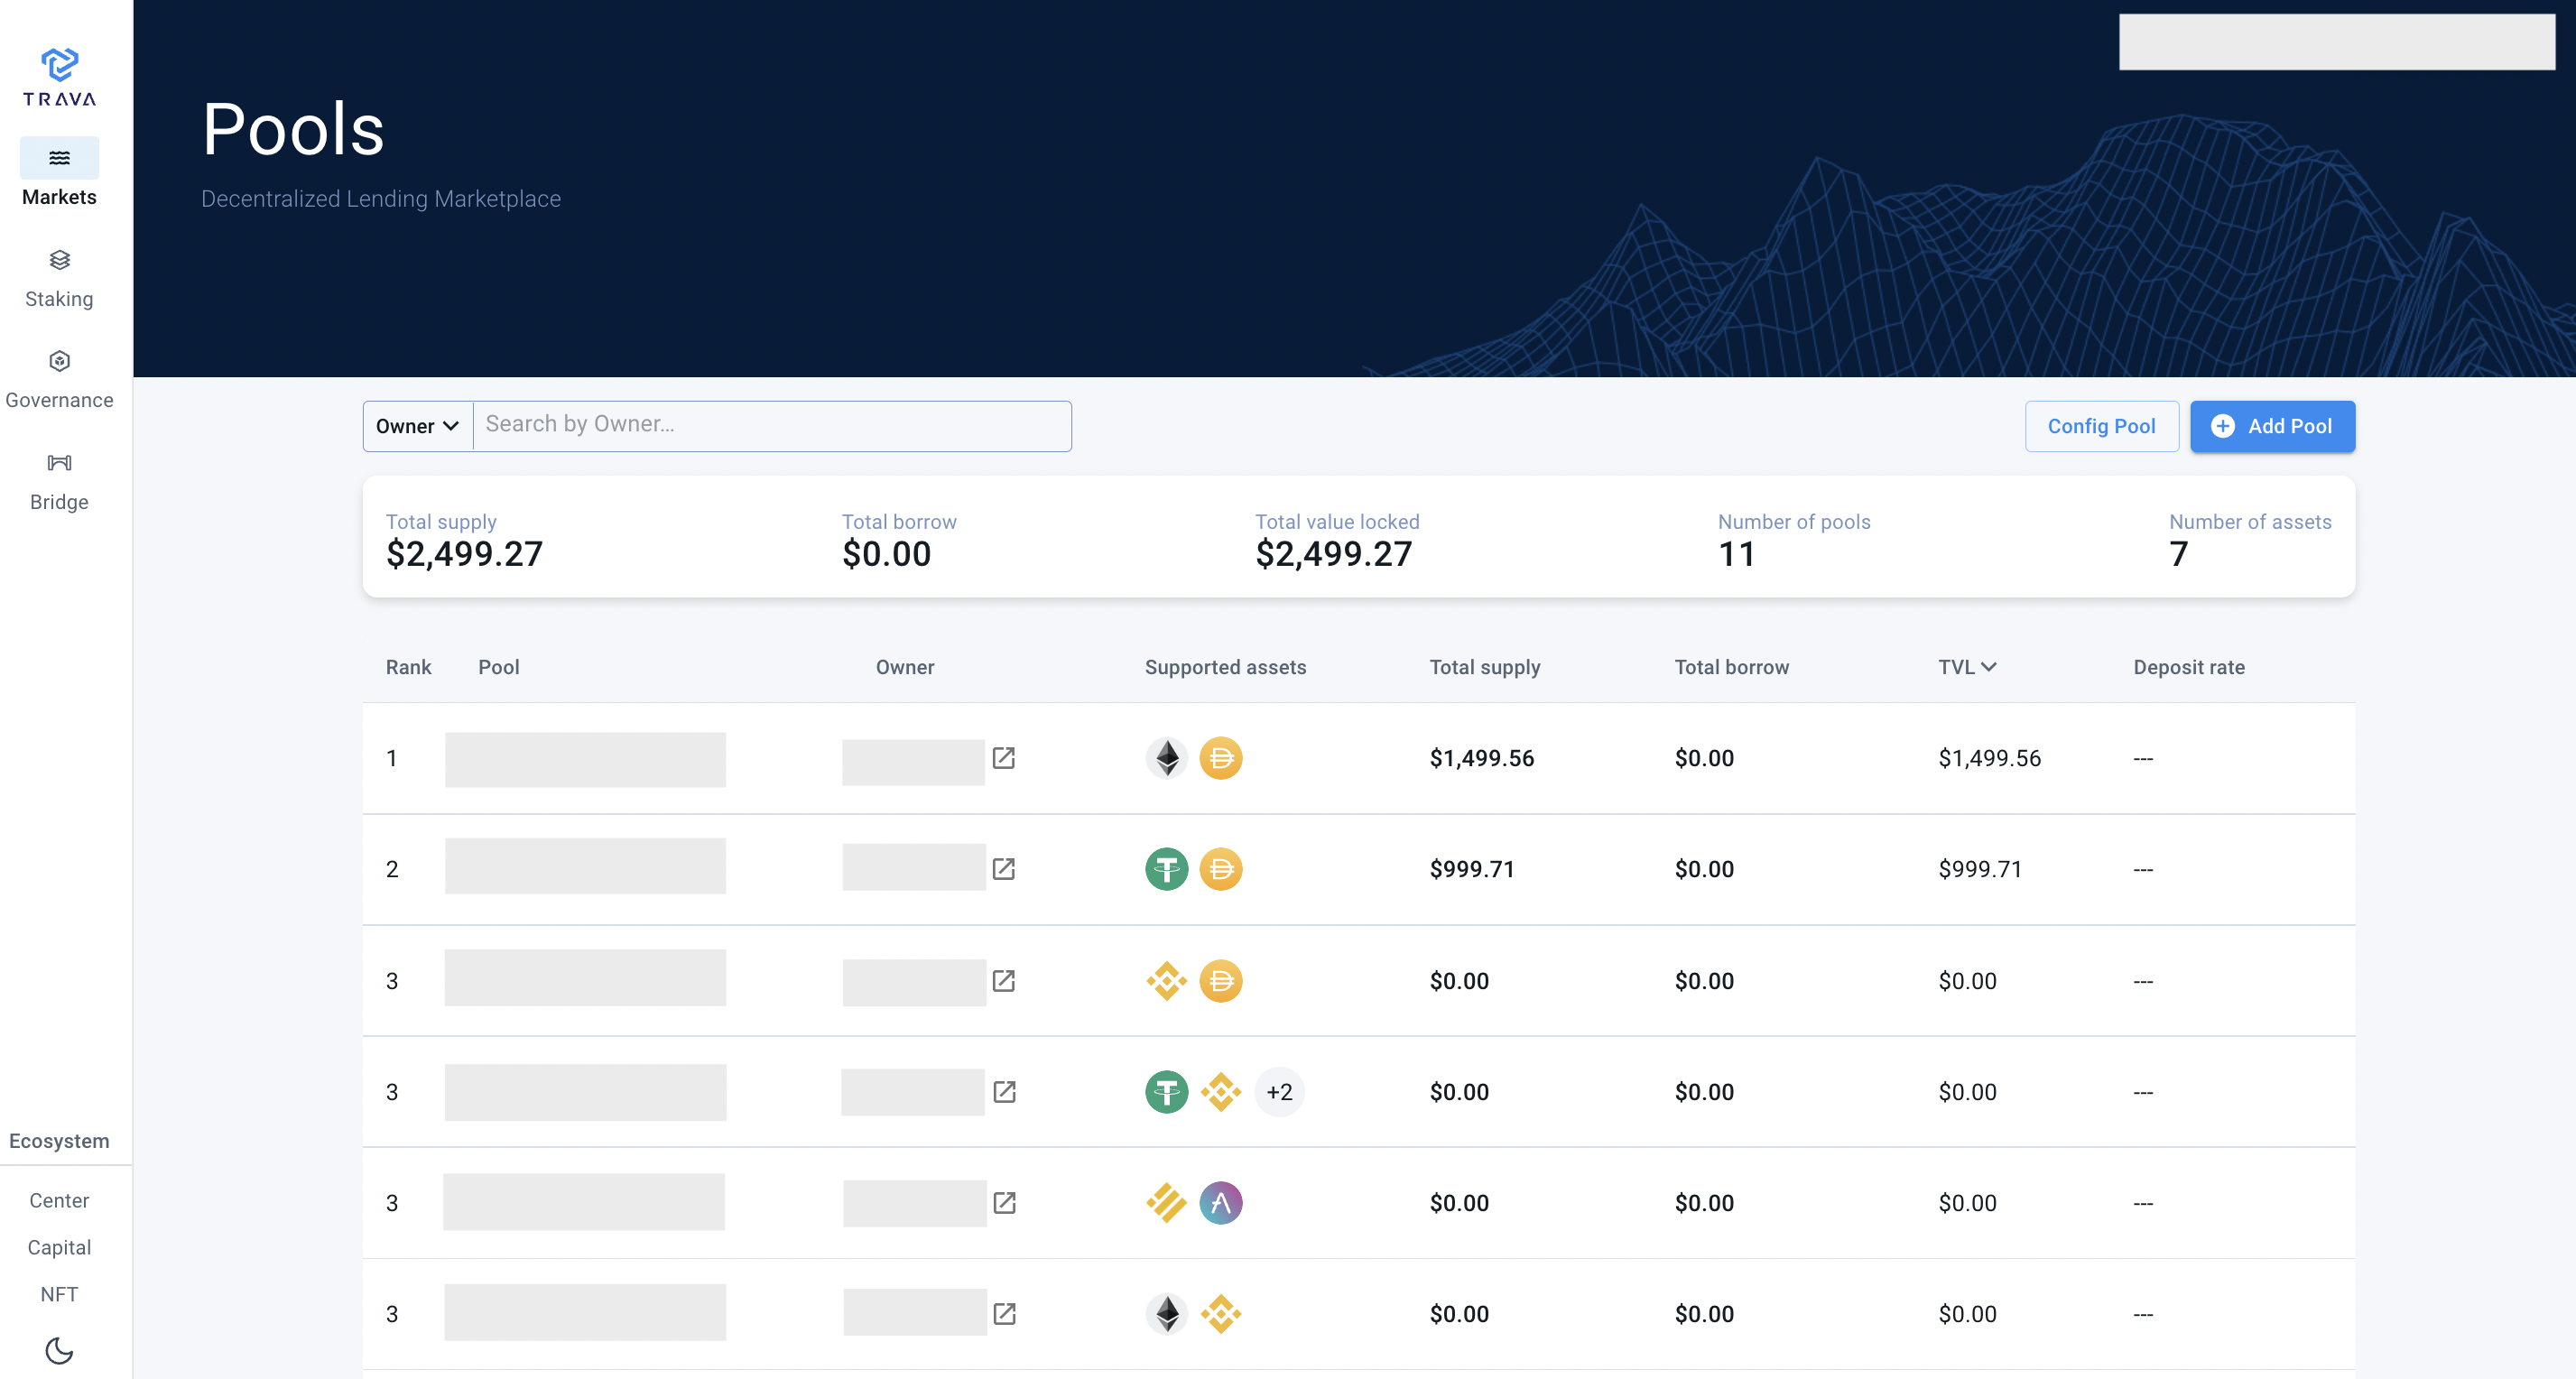 TRAVA
Markets
Staking
Governance
Bridge
Ecosystem
Center
Capital
NFT
Pools
Decentralized Lending Marketplace
Owner Search by Owner... Config Pool Add Pool
Total supply Total borrow Total value locked Number of pools Number of assets
$2,499.27 $0.00 $2,499.27 11 7
Rank Pool Owner Supported assets Total supply Total borrow TVL Deposit rate
1 $1,499.56 $0.00 $1,499.56 ---
2 $999.71 $0.00 $999.71 ---
3 $0.00 $0.00 $0.00 ---
3 +2 $0.00 $0.00 $0.00 ---
3 $0.00 $0.00 $0.00 ---
3 $0.00 $0.00 $0.00 ---